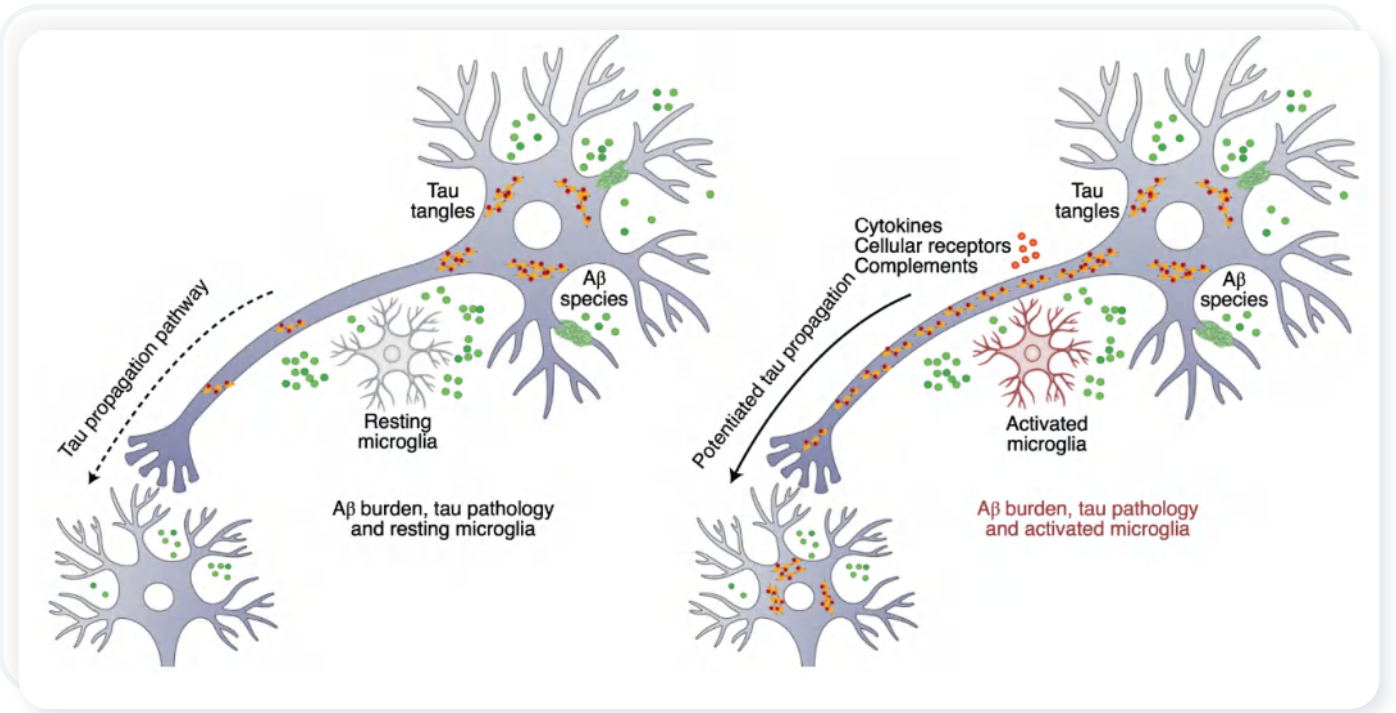 Tau
tangles
Aβ
species
Tau propagation pathway
Resting
microglia
Aβ burden, tau pathology
and resting microglia
Tau
tangles
Cytokines
Cellular receptors
Complements
Aβ
species
Potentiated tau propagation
Activated
microglia
Aβ burden, tau pathology
and activated microglia